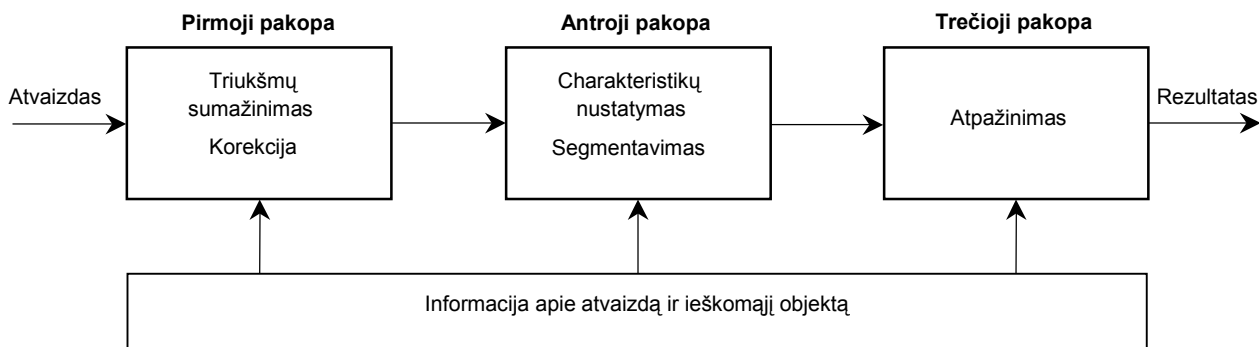 Pirmoji pakopa
Antroji pakopa
Trečioji pakopa
Atvaizdas
Triukšmų
sumažinimas
Korekcija
Charakteristikų
nustatymas
Segmentavimas
Atpažinimas
Rezultatas
Informacija apie atvaizdą ir ieškomąjį objektą